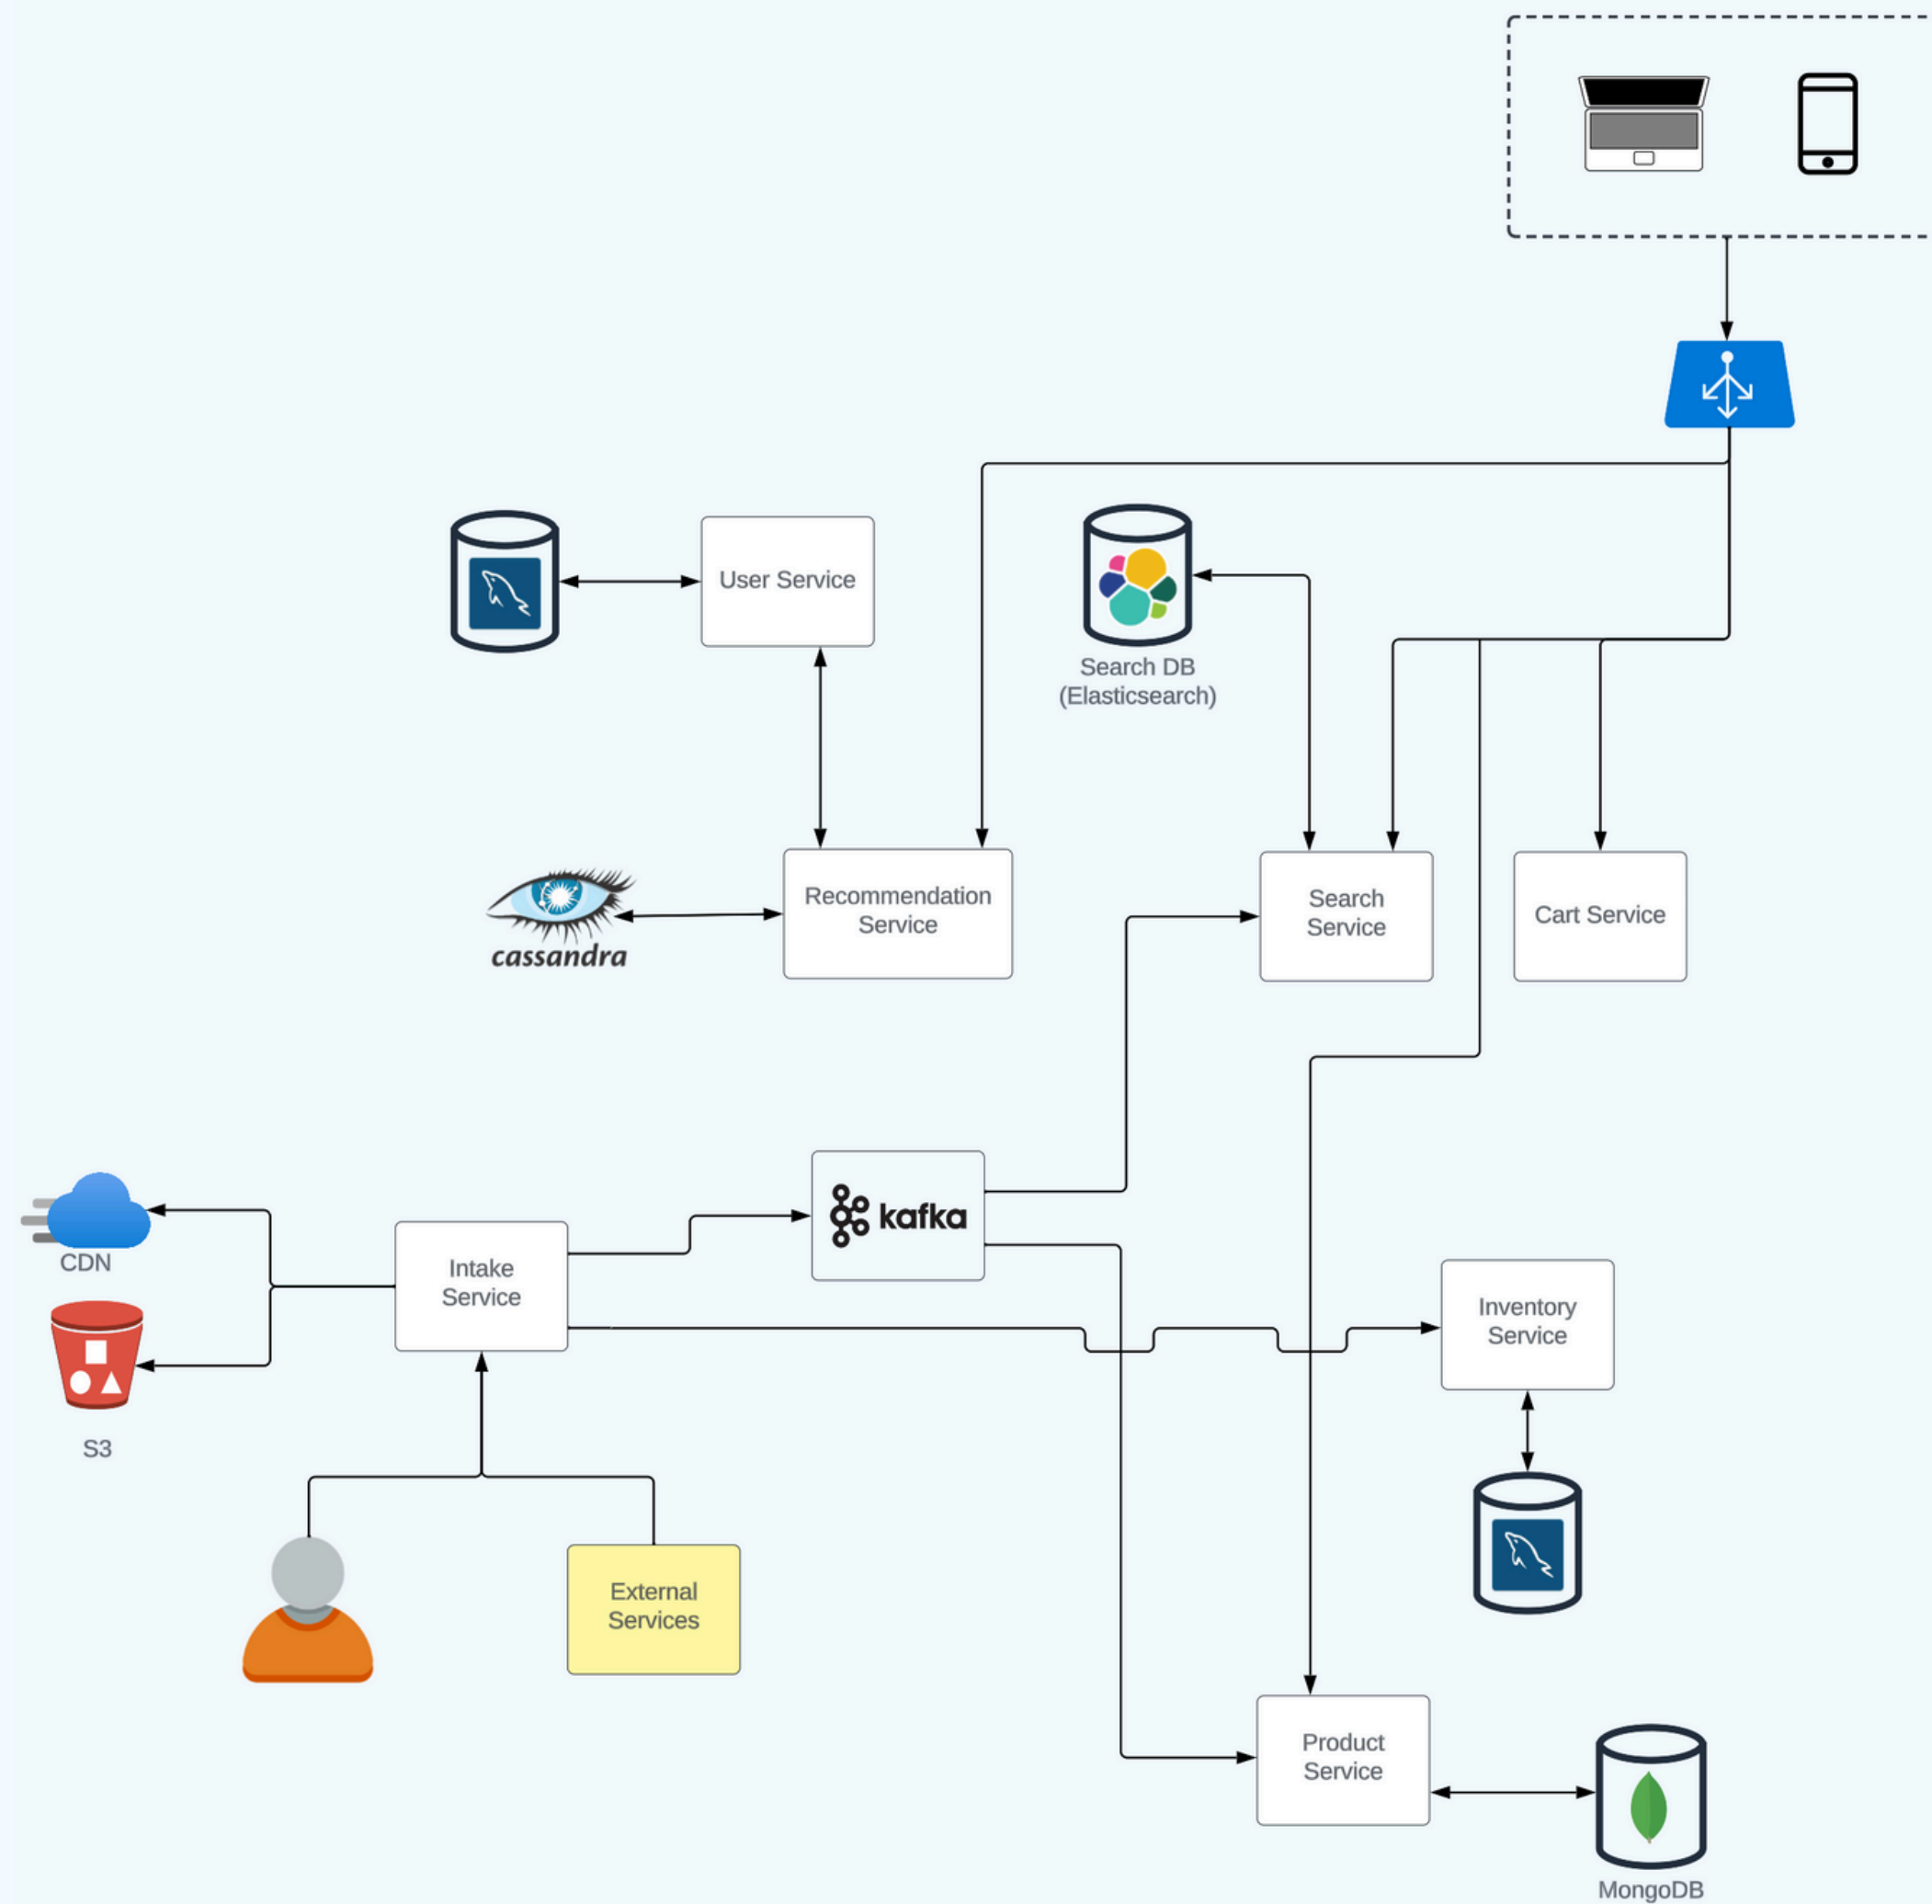 User Service
Search DB
(Elasticsearch)
Recommendation
Service
Search
Service
Cart Service
cassandra
kafka
CDN
Intake
Service
Inventory
Service
S3
External
Services
Product
Service
MongoDB